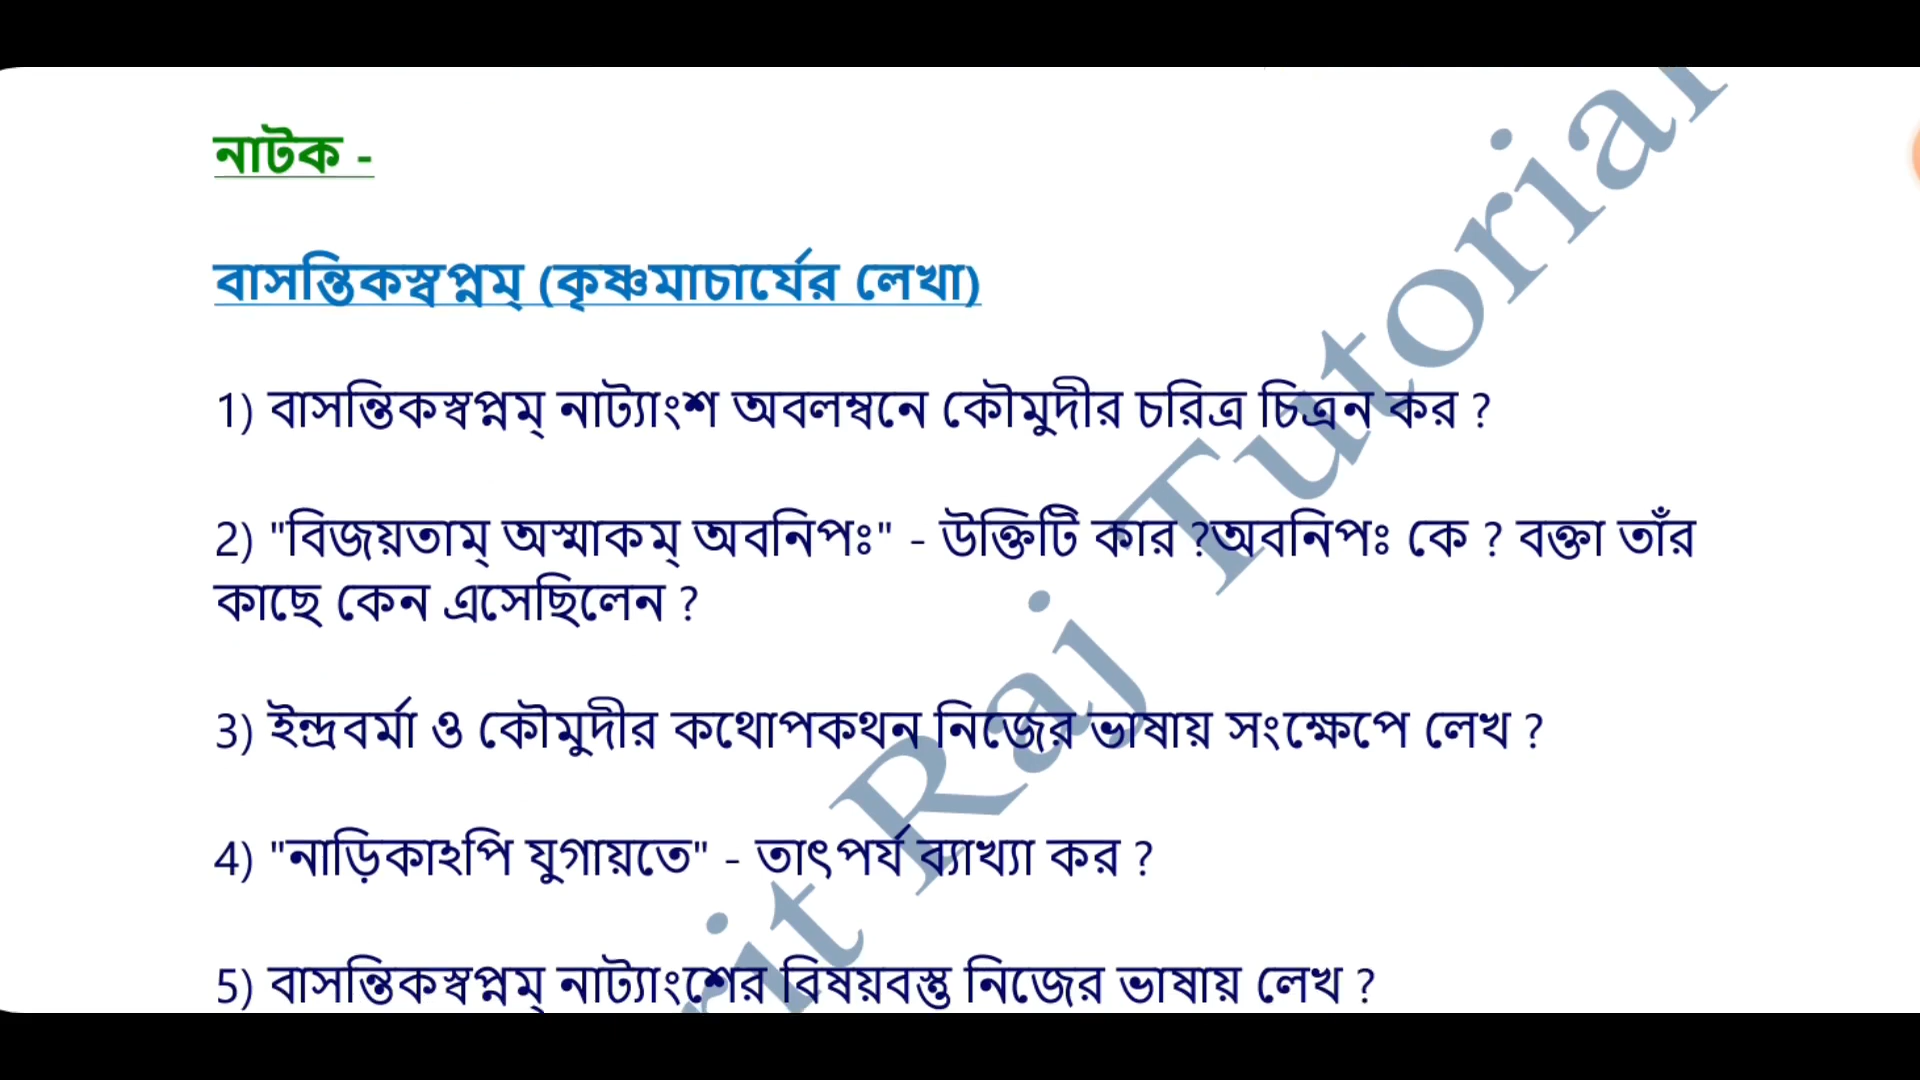 নাটক -
বাসন্তিকস্বপ্নম্ (কৃষ্ণমাচার্যের লেখা)
1) বাসন্তিকস্বপ্নম্ নাট্যাংশ অবলম্বনে কৌমুদীর চরিত্র চিত্রন কর ?
2) "বিজয়তাম্ অস্মাকম্ অবনিপঃ" - উক্তিটি কার ?অবনিপঃ কে ? বক্তা তাঁর
কাছে কেন এসেছিলেন ?
3) ইন্দ্রবর্মা ও কৌমুদীর কথোপকথন নিজের ভাষায় সংক্ষেপে লেখ ?
4) "নাড়িকাঽপি যুগায়তে" - তাৎপর্য ব্যাখ্যা কর ?
5) বাসন্তিকস্বপ্নম্ নাট্যাংশের বিষয়বস্তু নিজের ভাষায় লেখ ?
rit Raj Tutorial